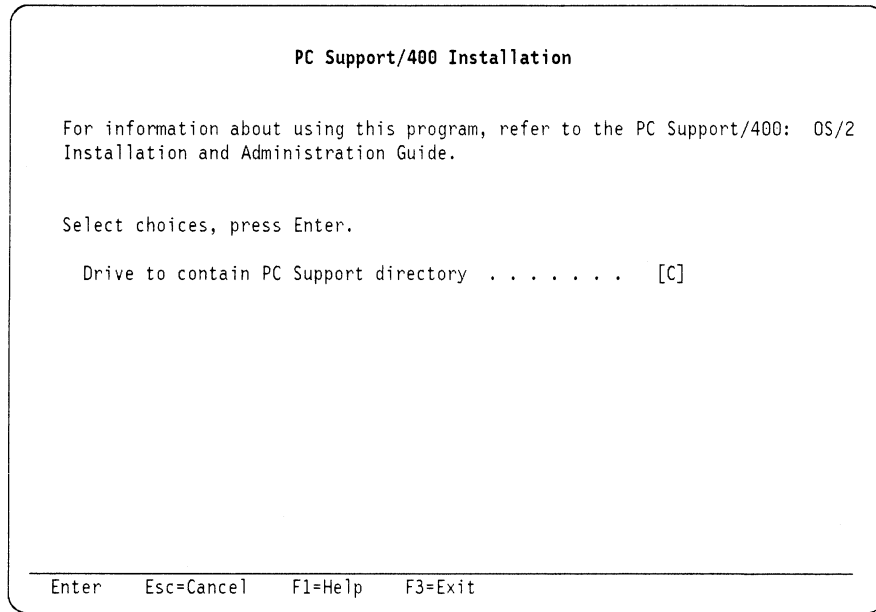 PC Support/400 Installation
For information about using this program, refer to the PC Support/400: OS/2
Installation and Administration Guide.
Select choices, press Enter.
Drive to contain PC Support directory . . . . . . . [C]
Enter Esc=Cancel F1=Help F3=Exit